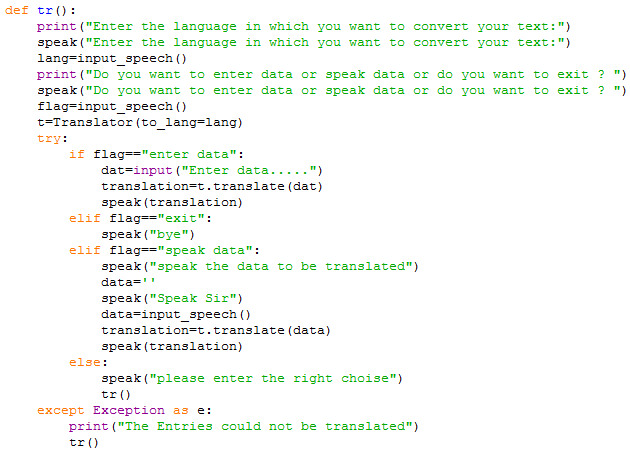 def tr():
    print("Enter the language in which you want to convert your text:")
    speak("Enter the language in which you want to convert your text:")
    lang=input_speech()
    print("Do you want to enter data or speak data or do you want to exit ? ")
    speak("Do you want to enter data or speak data or do you want to exit ? ")
    flag=input_speech()
    t=Translator(to_lang=lang)
    try:
        if flag=="enter data":
            dat=input("Enter data.....")
            translation=t.translate(dat)
            speak(translation)
        elif flag=="exit":
            speak("bye")
        elif flag=="speak data":
            speak("speak the data to be translated")
            data=''
            speak("Speak Sir")
            data=input_speech()
            translation=t.translate(data)
            speak(translation)
        else:
            speak("please enter the right choise")
            tr()
    except Exception as e:
        print("The Entries could not be translated")
        tr()